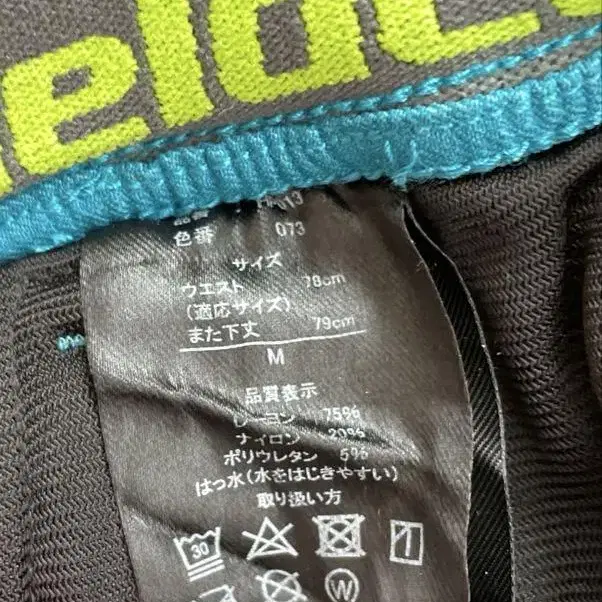 eldc
色番 073
サイズ
ウエスト 78cm
(適応サイズ)
また下丈 79cm
M
品質表示
レーヨン 75%
ナイロン 20%
ポリウレタン 5%
はっ水(水をはじきやすい)
取り扱い方
30
W